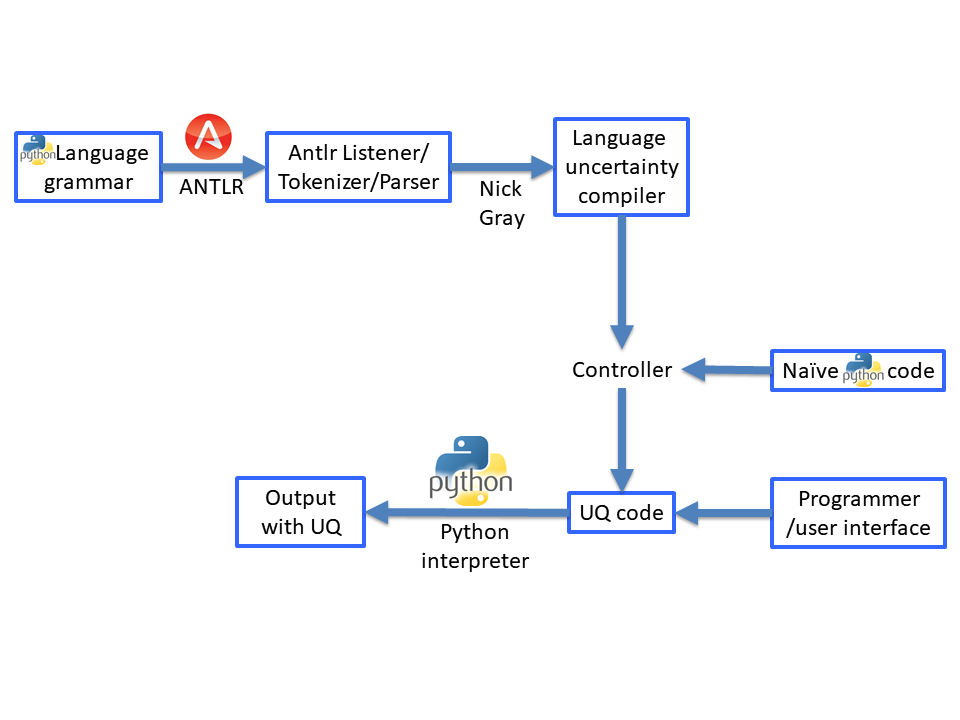 python Language
grammar
ANTLR
Antlr Listener/
Tokenizer/Parser
Nick
Gray
Language
uncertainty
compiler
Controller
Naïve python code
python
Output
with UQ
Python
interpreter
UQ code
Programmer
/user interface